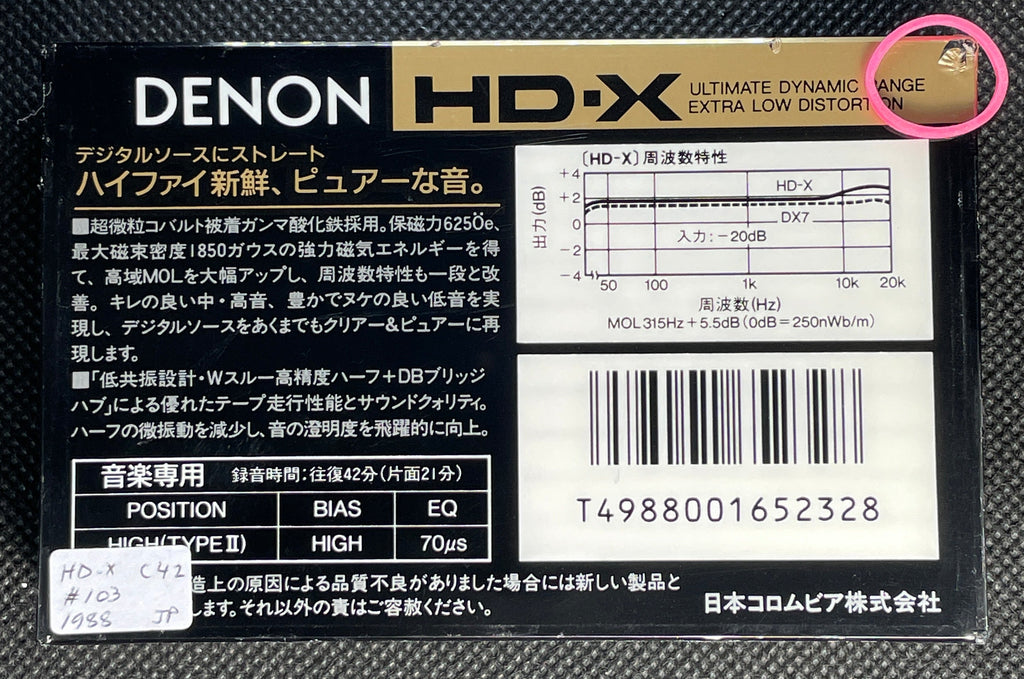 DENON HD·X ULTIMATE DYNAMIC RANGE
EXTRA LOW DISTORTION
デジタルソースにストレート
ハイファイ新鮮、ピュアーな音。
■超微粒コバルト被着ガンマ酸化鉄採用。保磁力625Öe、
最大磁束密度1850ガウスの強力磁気エネルギーを得
て、高域MOLを大幅アップし、周波数特性も一段と改
善。キレの良い中・高音、豊かでヌケの良い低音を実
現し、デジタルソースをあくまでもクリアー&ピュアーに再
現します。
■「低共振設計・Wスルー高精度ハーフ+DBブリッジ
ハブ」による優れたテープ走行性能とサウンドクォリティ。
ハーフの微振動を減少し、音の澄明度を飛躍的に向上。
音楽専用 録音時間:往復42分(片面21分)
POSITION BIAS EQ
HIGH(TYPEⅡ) HIGH 70μs
造上の原因による品質不良がありました場合には新しい製品と
します。それ以外の責はご容赦ください。
HD-X C42
#103
1988 JP
〔HD-X〕周波数特性
出力(dB)
+4
+2
0
−2
−4
HD-X
DX7
入力:−20dB
50 100 1k 10k 20k
周波数(Hz)
MOL315Hz+5.5dB(0dB=250nWb/m)
T4988001652328
日本コロムビア株式会社